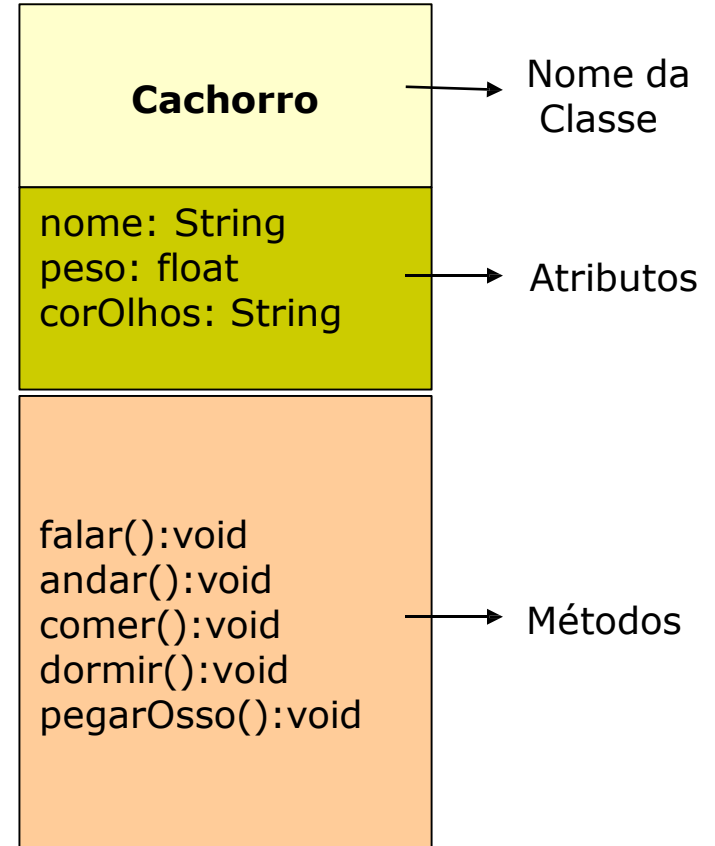 Cachorro
Nome da
Classe
nome: String
peso: float
corOlhos: String
Atributos
falar():void
andar():void
comer():void
dormir():void
pegarOsso():void
Métodos